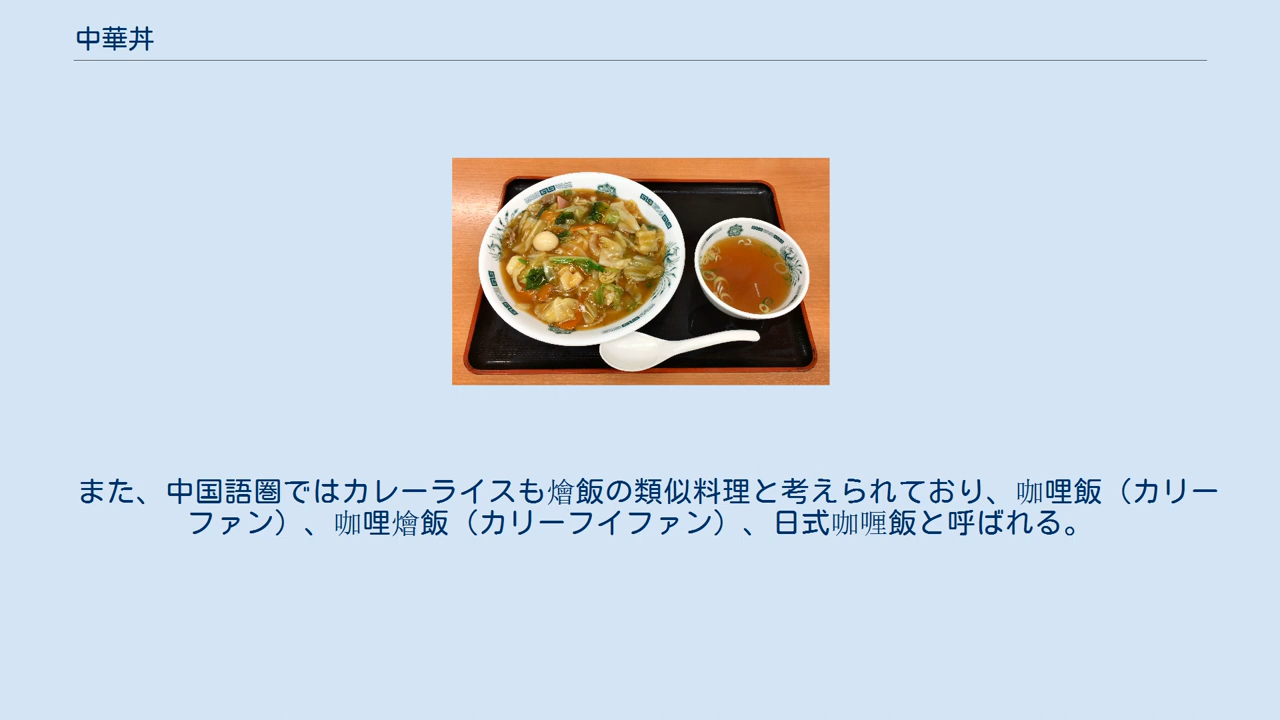 中華丼
また、中国語圏ではカレーライスも燴飯の類似料理と考えられており、咖哩飯（カリー
ファン）、咖哩燴飯（カリーフイファン）、日式咖喱飯と呼ばれる。